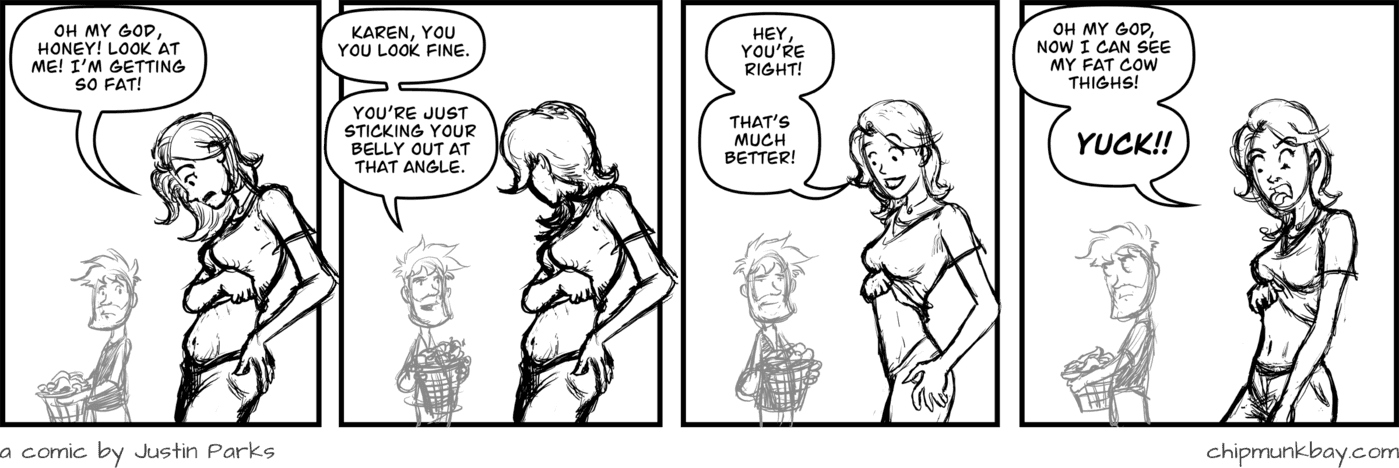 OH MY GOD,
HONEY! LOOK AT
ME! I'M GETTING
SO FAT!
KAREN, YOU
YOU LOOK FINE.
YOU'RE JUST
STICKING YOUR
BELLY OUT AT
THAT ANGLE.
HEY,
YOU'RE
RIGHT!
THAT'S
MUCH
BETTER!
OH MY GOD,
NOW I CAN SEE
MY FAT COW
THIGHS!
YUCK!!
a comic by Justin Parks
chipmunkbay.com